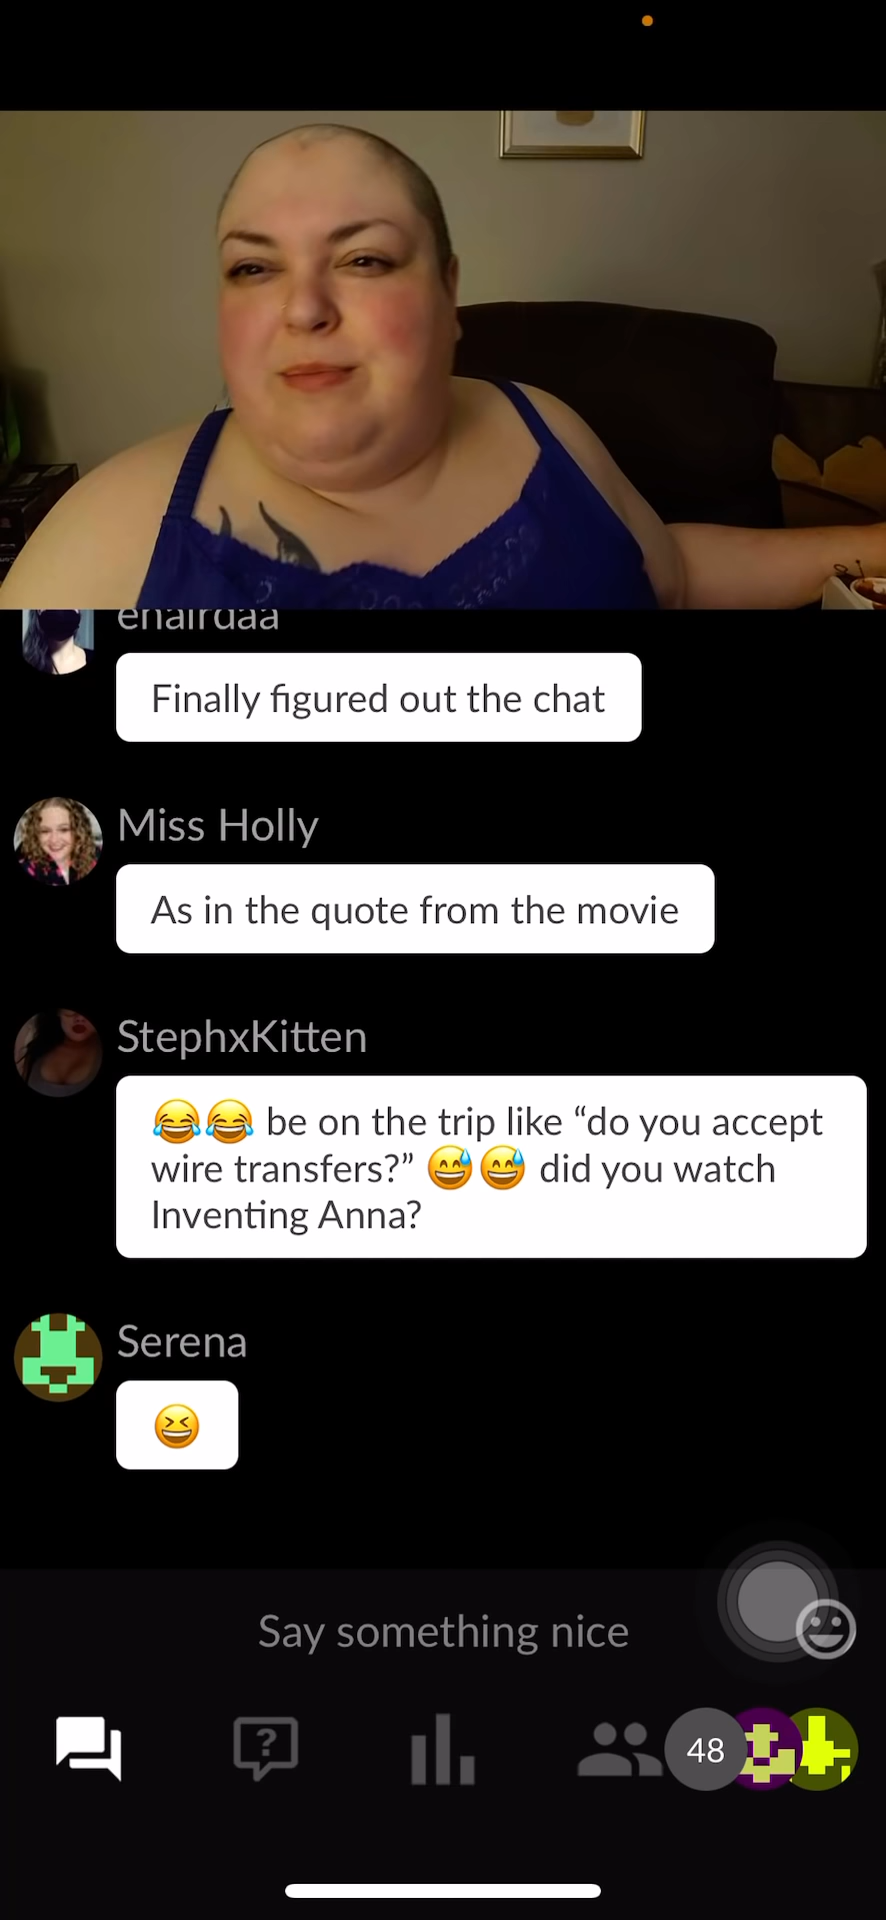 enairdaa
Finally figured out the chat
Miss Holly
As in the quote from the movie
StephxKitten
😂😂 be on the trip like “do you accept
wire transfers?” 😅😅 did you watch
Inventing Anna?
Serena
😆
Say something nice
48